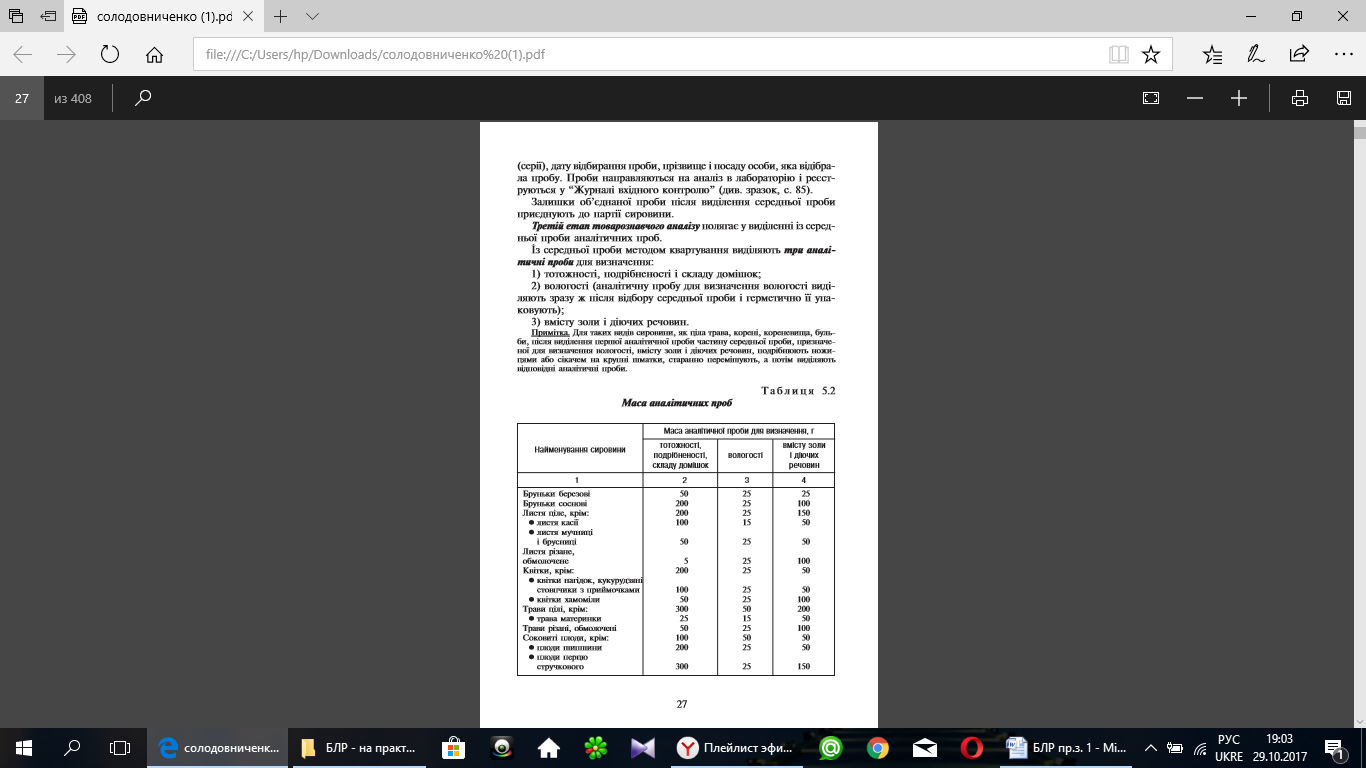 солодовниченко (1).pd
file:///C:/Users/hp/Downloads/солодовниченко%20(1).pdf
27 из 408
(серії), дату відбирання проби, прізвище і посаду особи, яка відібра-
ла пробу. Проби направляються на аналіз в лабораторію і реєст-
руються у “Журналі вхідного контролю” (див. зразок, с. 85).
Залишки об’єднаної проби після виділення середньої проби
приєднують до партії сировини.
Третій етап товарознавчого аналізу полягає у виділенні із серед-
ньої проби аналітичних проб.
Із середньої проби методом квартування виділяють три аналі-
тичні проби для визначення:
1) тотожності, подрібненості і складу домішок;
2) вологості (аналітичну пробу для визначення вологості виді-
ляють зразу ж після відбору середньої проби і герметично її упа-
ковують);
3) вмісту золи і діючих речовин.
Примітка. Для таких видів сировини, як ціла трава, корені, кореневища, буль-
би, після виділення першої аналітичної проби частину середньої проби, призначе-
ної для визначення вологості, вмісту золи і діючих речовин, подрібнюють ножи-
цями або сікачем на крупні шматки, старанно перемішують, а потім виділяють
відповідні аналітичні проби.
Таблиця 5.2
Маса аналітичних проб
Найменування сировини
Маса аналітичної проби для визначення, г
тотожності, подрібненості, складу домішок
вологості
вмісту золи і діючих речовин
1 2 3 4
Бруньки березові 50 25 25
Бруньки соснові 200 25 100
Листя ціле, крім: 200 25 150
● листя касії 100 15 50
● листя мучниці
і брусниці 50 25 50
Листя різане,
обмолочене 5 25 100
Квітки, крім: 200 25 50
● квітки нагідок, кукурудзяні
стовпчики з приймочками 100 25 50
● квітки хамоміли 50 25 100
Трави цілі, крім: 300 50 200
● трава материнки 25 15 50
Трави різані, обмолочені 50 25 100
Соковиті плоди, крім: 100 50 50
● плоди шипшини 200 25 50
● плоди перцю
стручкового 300 25 150
27
солодовниченк...
БЛР - на практ...
Плейлист эфи...
БЛР пр.з. 1 - Mi...
РУС
UKRE
19:03
29.10.2017
1